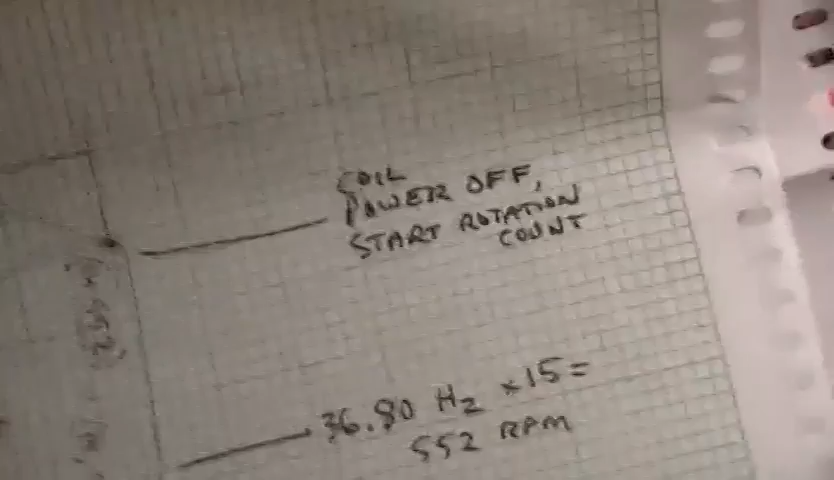 COIL
POWER OFF,
START ROTATION
COUNT
36.80 Hz x 15 =
552 RPM